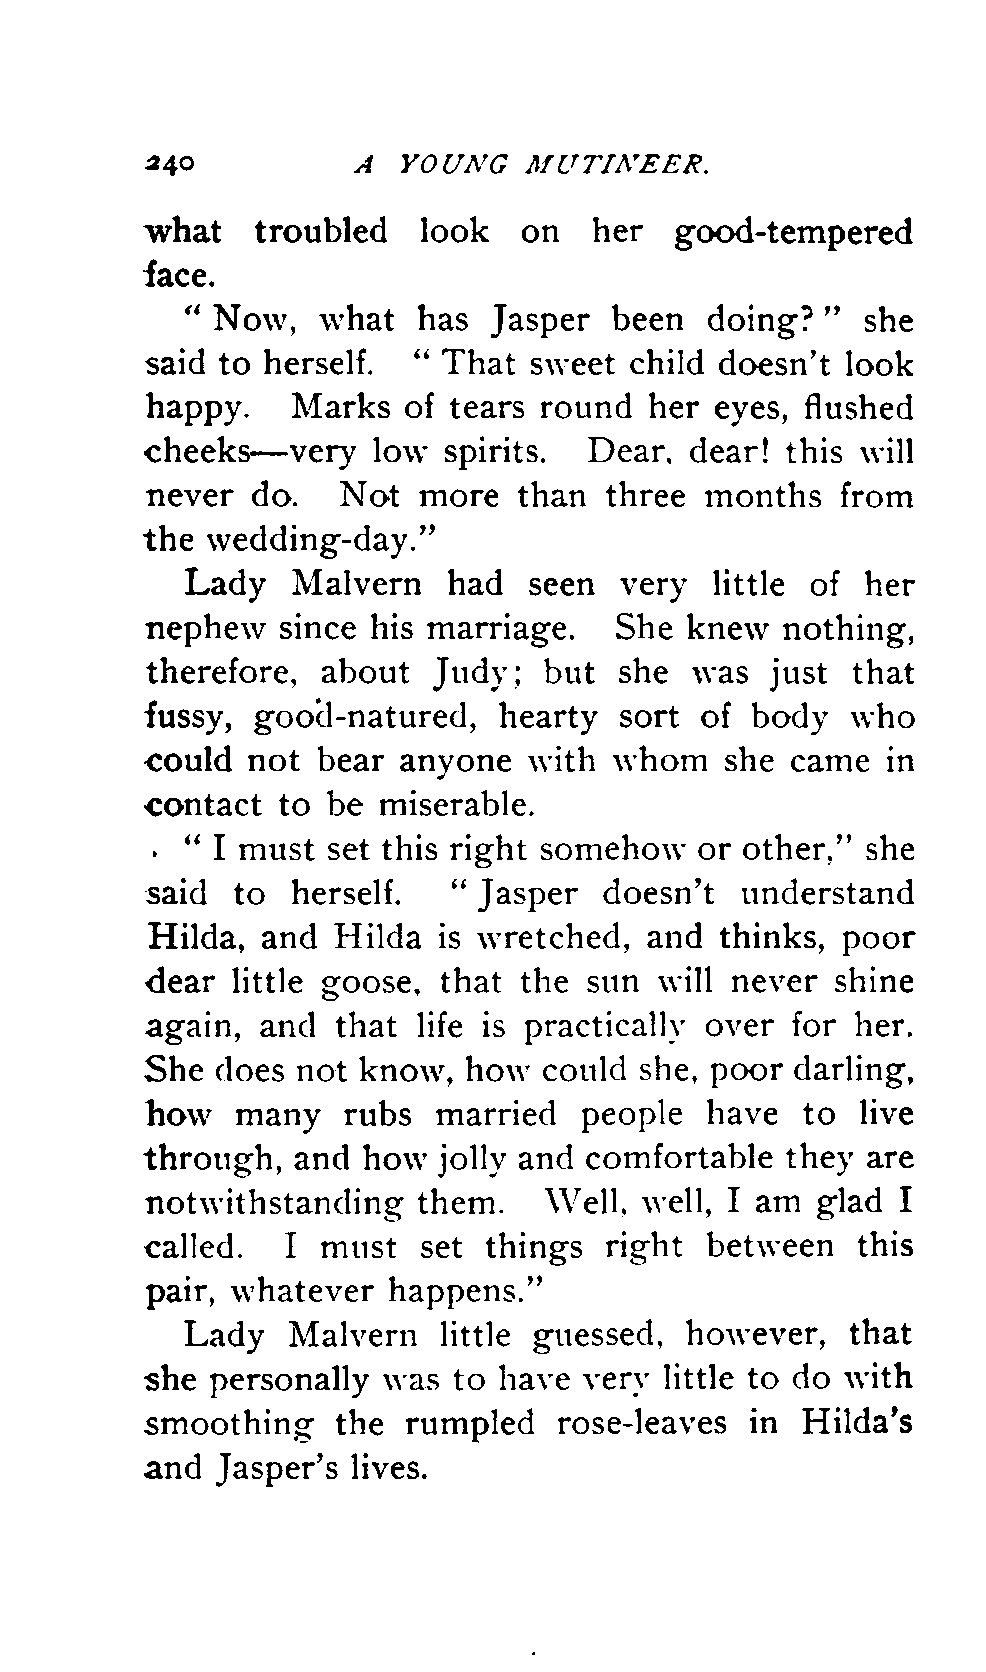 240 A YOUNG MUTINEER.
what troubled look on her good-tempered
face.
" Now, what has Jasper been doing? " she
said to herself. " That sweet child doesn't look
happy. Marks of tears round her eyes, flushed
cheeks—very low spirits. Dear, dear! this will
never do. Not more than three months from
the wedding-day."
Lady Malvern had seen very little of her
nephew since his marriage. She knew nothing,
therefore, about Judy; but she was just that
fussy, good-natured, hearty sort of body who
could not bear anyone with whom she came in
contact to be miserable.
" I must set this right somehow or other," she
said to herself. " Jasper doesn't understand
Hilda, and Hilda is wretched, and thinks, poor
dear little goose, that the sun will never shine
again, and that life is practically over for her.
She does not know, how could she, poor darling,
how many rubs married people have to live
through, and how jolly and comfortable they are
notwithstanding them. Well, well, I am glad I
called. I must set things right between this
pair, whatever happens."
Lady Malvern little guessed, however, that
she personally was to have very little to do with
smoothing the rumpled rose-leaves in Hilda's
and Jasper's lives.